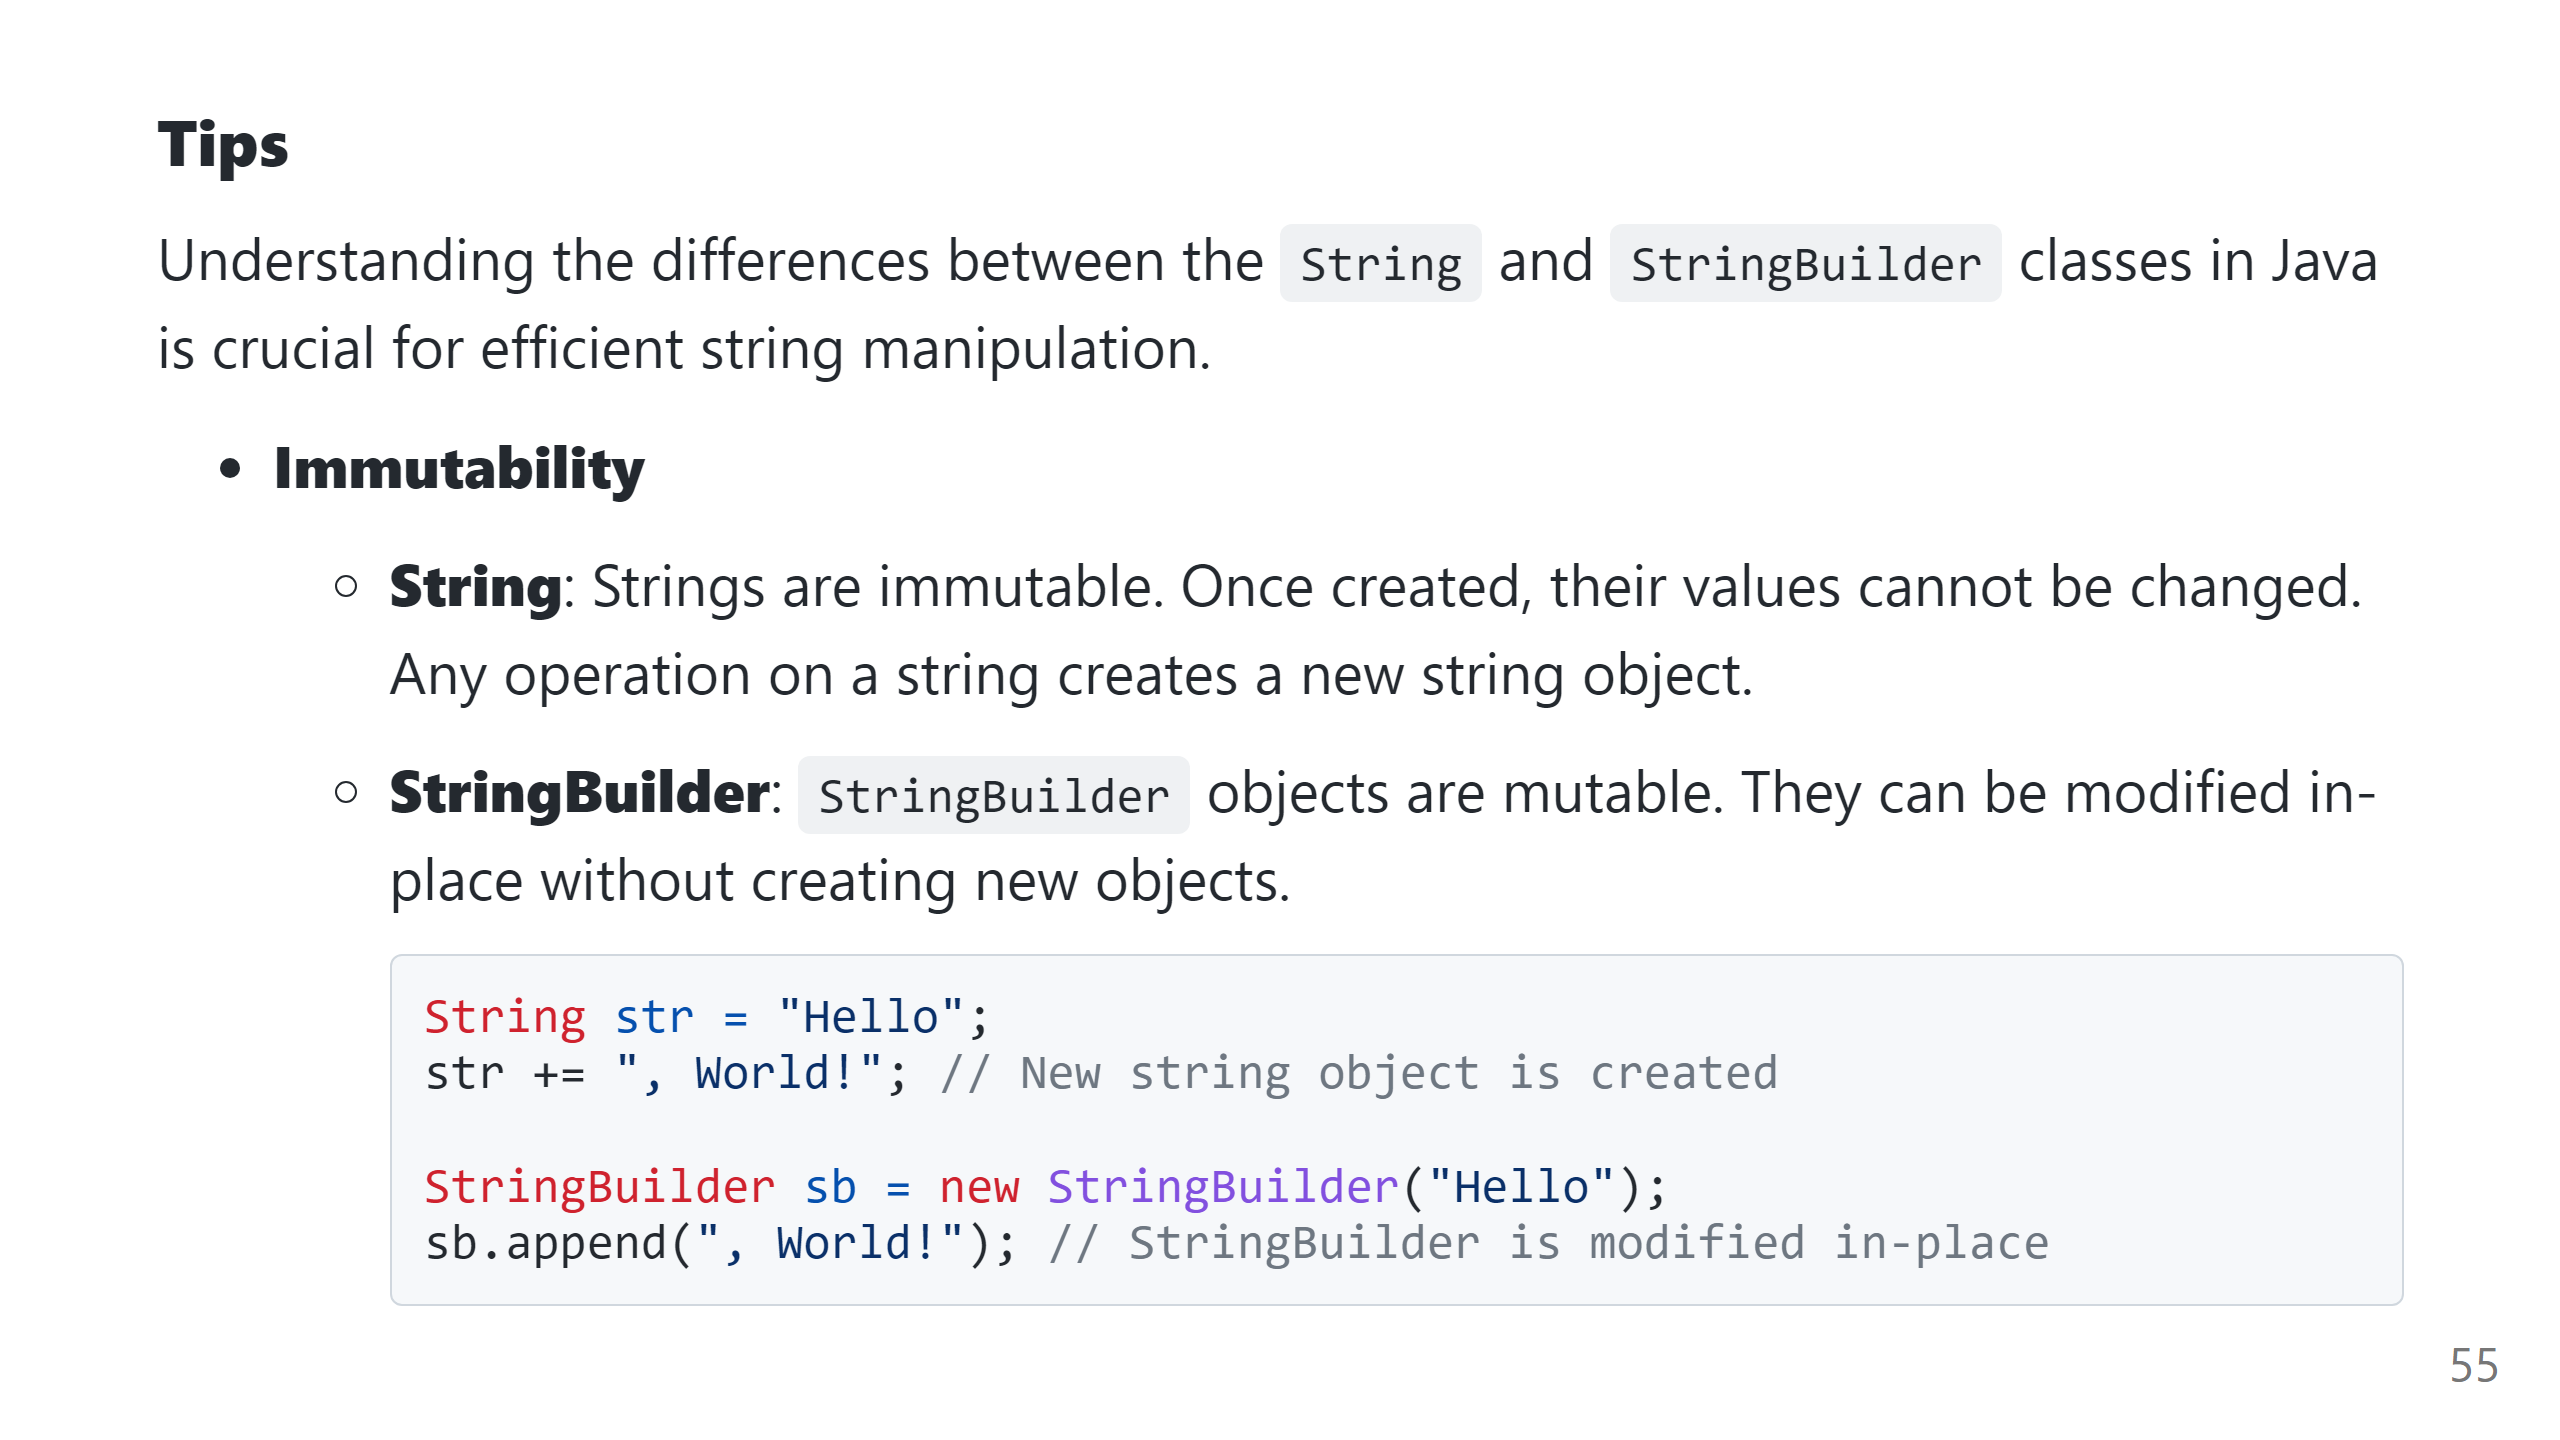 Tips
Understanding the differences between the String and StringBuilder classes in Java
is crucial for efficient string manipulation.
• Immutability
○ String: Strings are immutable. Once created, their values cannot be changed.
Any operation on a string creates a new string object.
○ StringBuilder: StringBuilder objects are mutable. They can be modified in-
place without creating new objects.
String str = "Hello";
str += ", World!"; // New string object is created

StringBuilder sb = new StringBuilder("Hello");
sb.append(", World!"); // StringBuilder is modified in-place
55